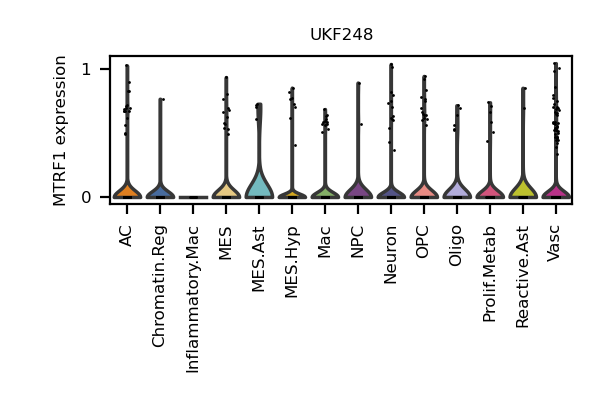 UKF248
MTRF1 expression
1
0
AC
Chromatin.Reg
Inflammatory.Mac
MES
MES.Ast
MES.Hyp
Mac
NPC
Neuron
OPC
Oligo
Prolif.Metab
Reactive.Ast
Vasc